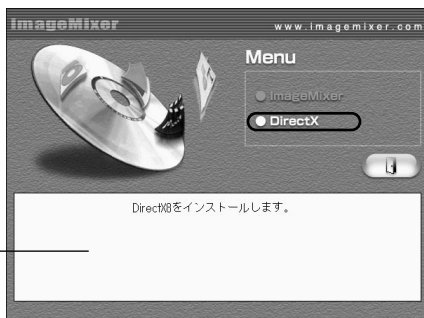 ImageMixer
www.imagemixer.com
Menu
ImageMixer
DirectX
DirectX8をインストールします。